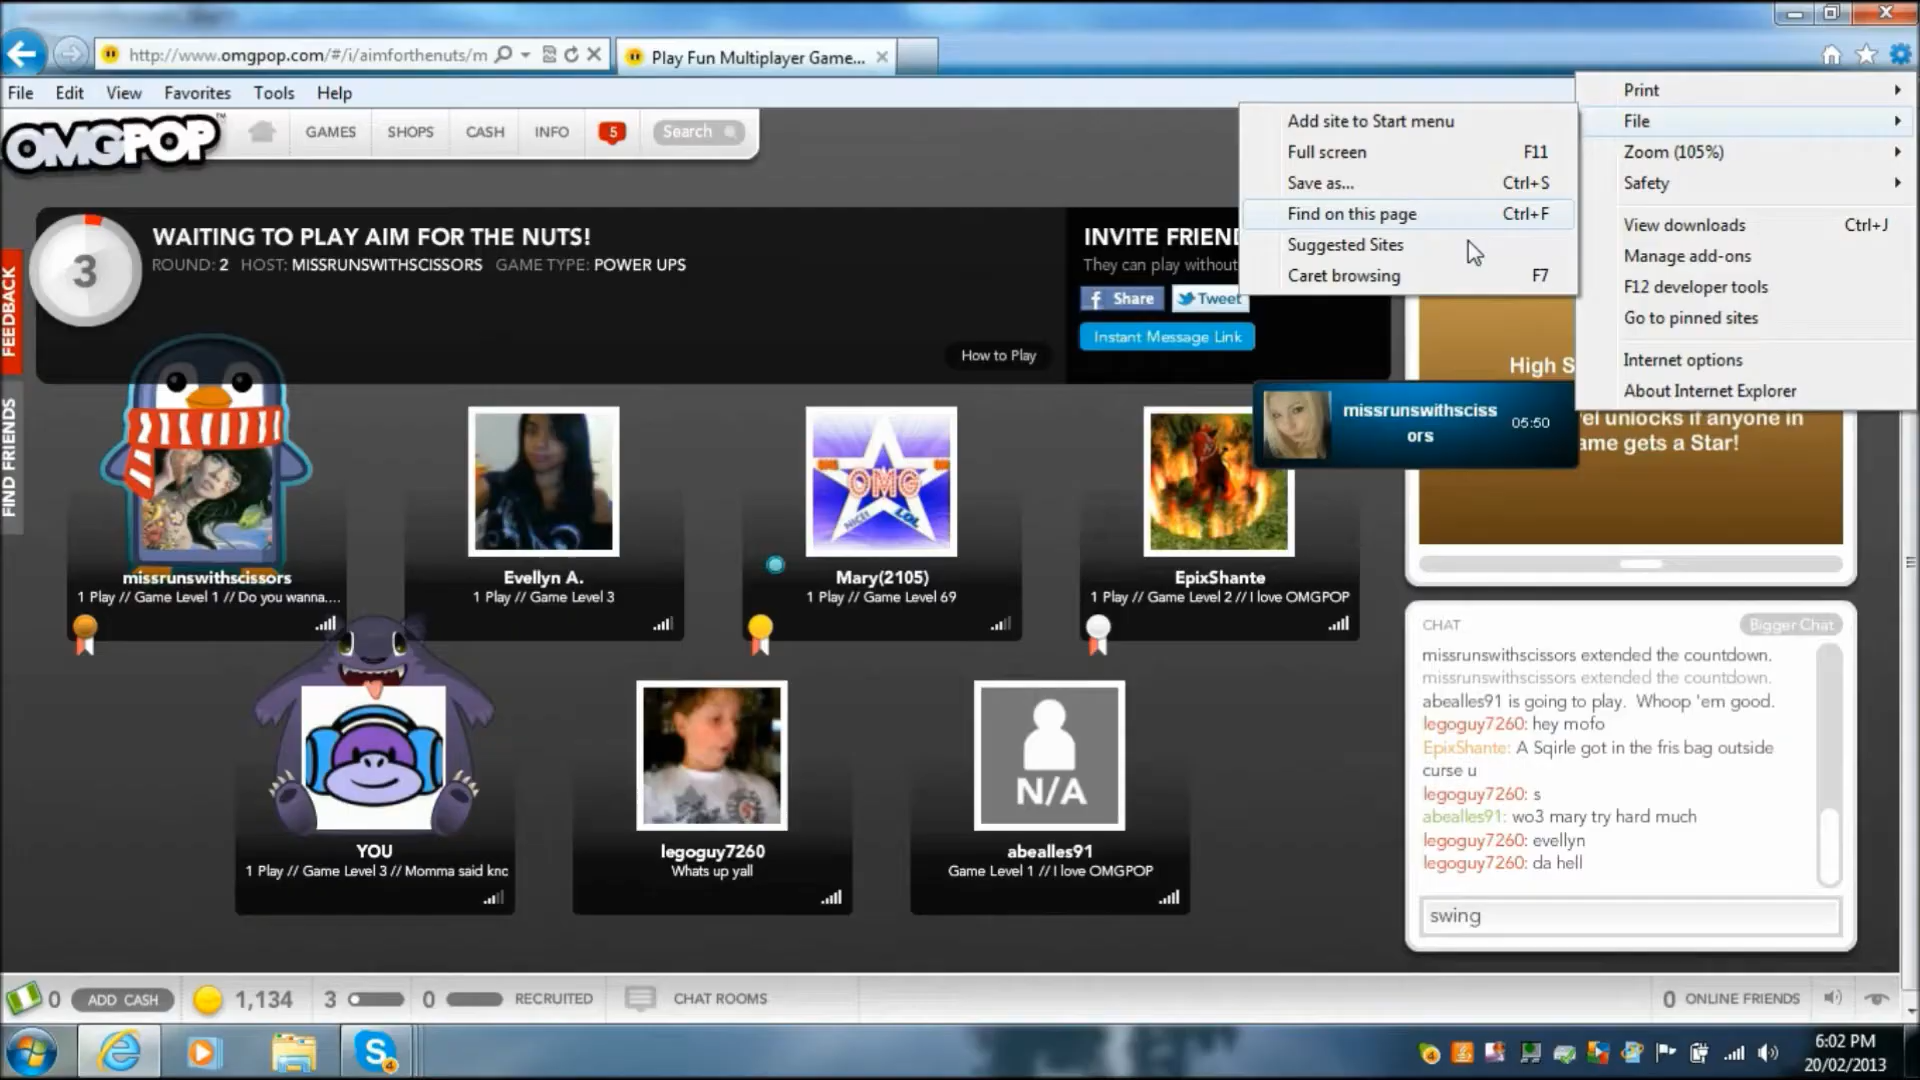 http://www.omgpop.com/#/i/aimforthenuts/m
Play Fun Multiplayer Game...
File Edit View Favorites Tools Help
OMGPOP™
GAMES SHOPS CASH INFO 5 Search
Print
File
Zoom (105%)
Safety
View downloads Ctrl+J
Manage add-ons
F12 developer tools
Go to pinned sites
Internet options
About Internet Explorer
Add site to Start menu
Full screen F11
Save as... Ctrl+S
Find on this page Ctrl+F
Suggested Sites
Caret browsing F7
FEEDBACK
FIND FRIENDS
3
WAITING TO PLAY AIM FOR THE NUTS!
ROUND: 2 HOST: MISSRUNSWITHSCISSORS GAME TYPE: POWER UPS
How to Play
INVITE FRIEND
They can play without
Share Tweet
Instant Message Link
missrunswithsciss
ors
05:50
High S
el unlocks if anyone in
ame gets a Star!
missrunswithscissors
1 Play // Game Level 1 // Do you wanna....
Evellyn A.
1 Play // Game Level 3
OMG
NICE!
LOL
Mary(2105)
1 Play // Game Level 69
EpixShante
1 Play // Game Level 2 // I love OMGPOP
YOU
1 Play // Game Level 3 // Momma said knc
legoguy7260
Whats up yall
N/A
abealles91
Game Level 1 // I love OMGPOP
CHAT Bigger Chat
missrunswithscissors extended the countdown.
missrunswithscissors extended the countdown.
abealles91 is going to play. Whoop 'em good.
legoguy7260: hey mofo
EpixShante: A Sqirle got in the fris bag outside
curse u
legoguy7260: s
abealles91: wo3 mary try hard much
legoguy7260: evellyn
legoguy7260: da hell
swing
0 ADD CASH 1,134 3 0 RECRUITED CHAT ROOMS 0 ONLINE FRIENDS
4
4
6:02 PM
20/02/2013